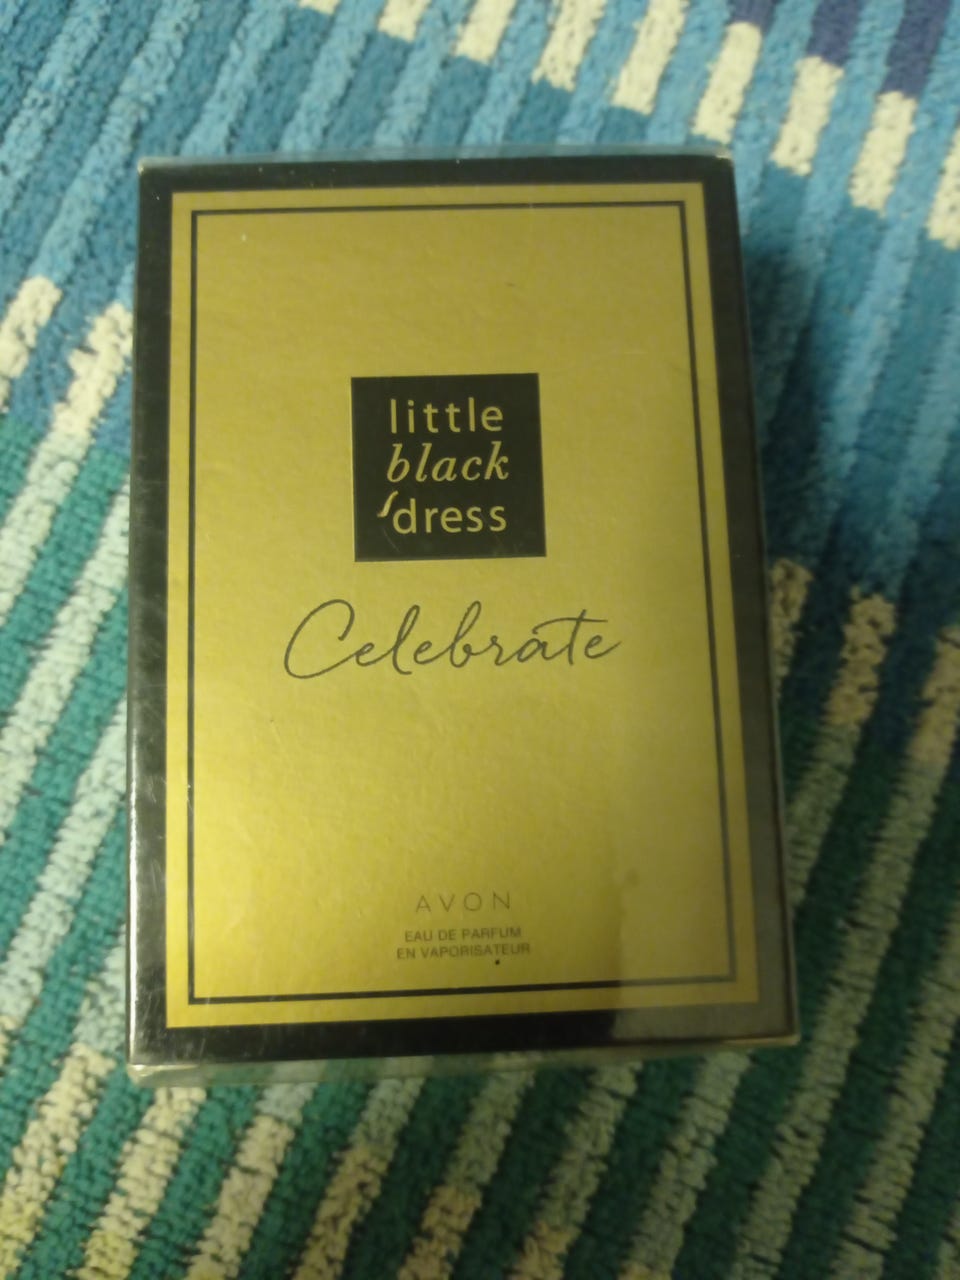 little
black
dress
Celebrate
AVON
EAU DE PARFUM
EN VAPORISATEUR